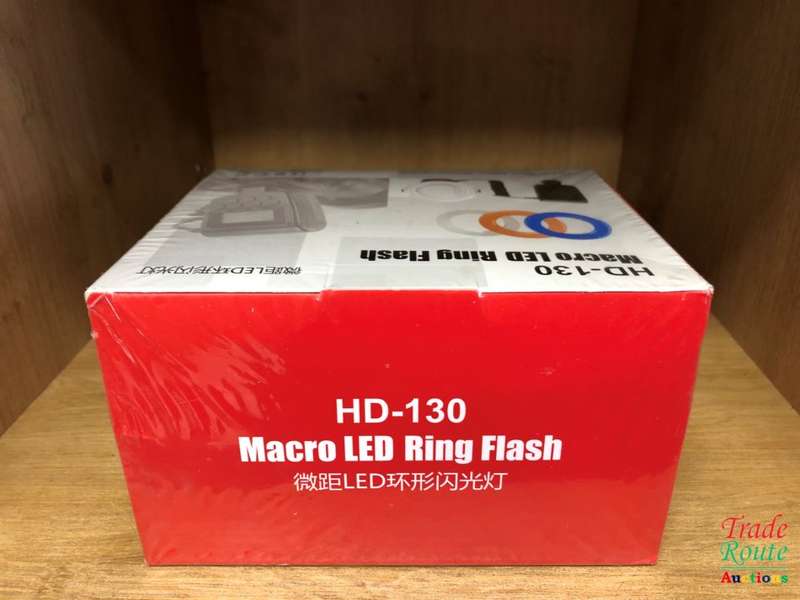 HD-130
Macro LED Ring Flash
微距LED环形闪光灯
HD-130
Macro LED Ring Flash
微距LED环形闪光灯
Trade
Route
Auctions